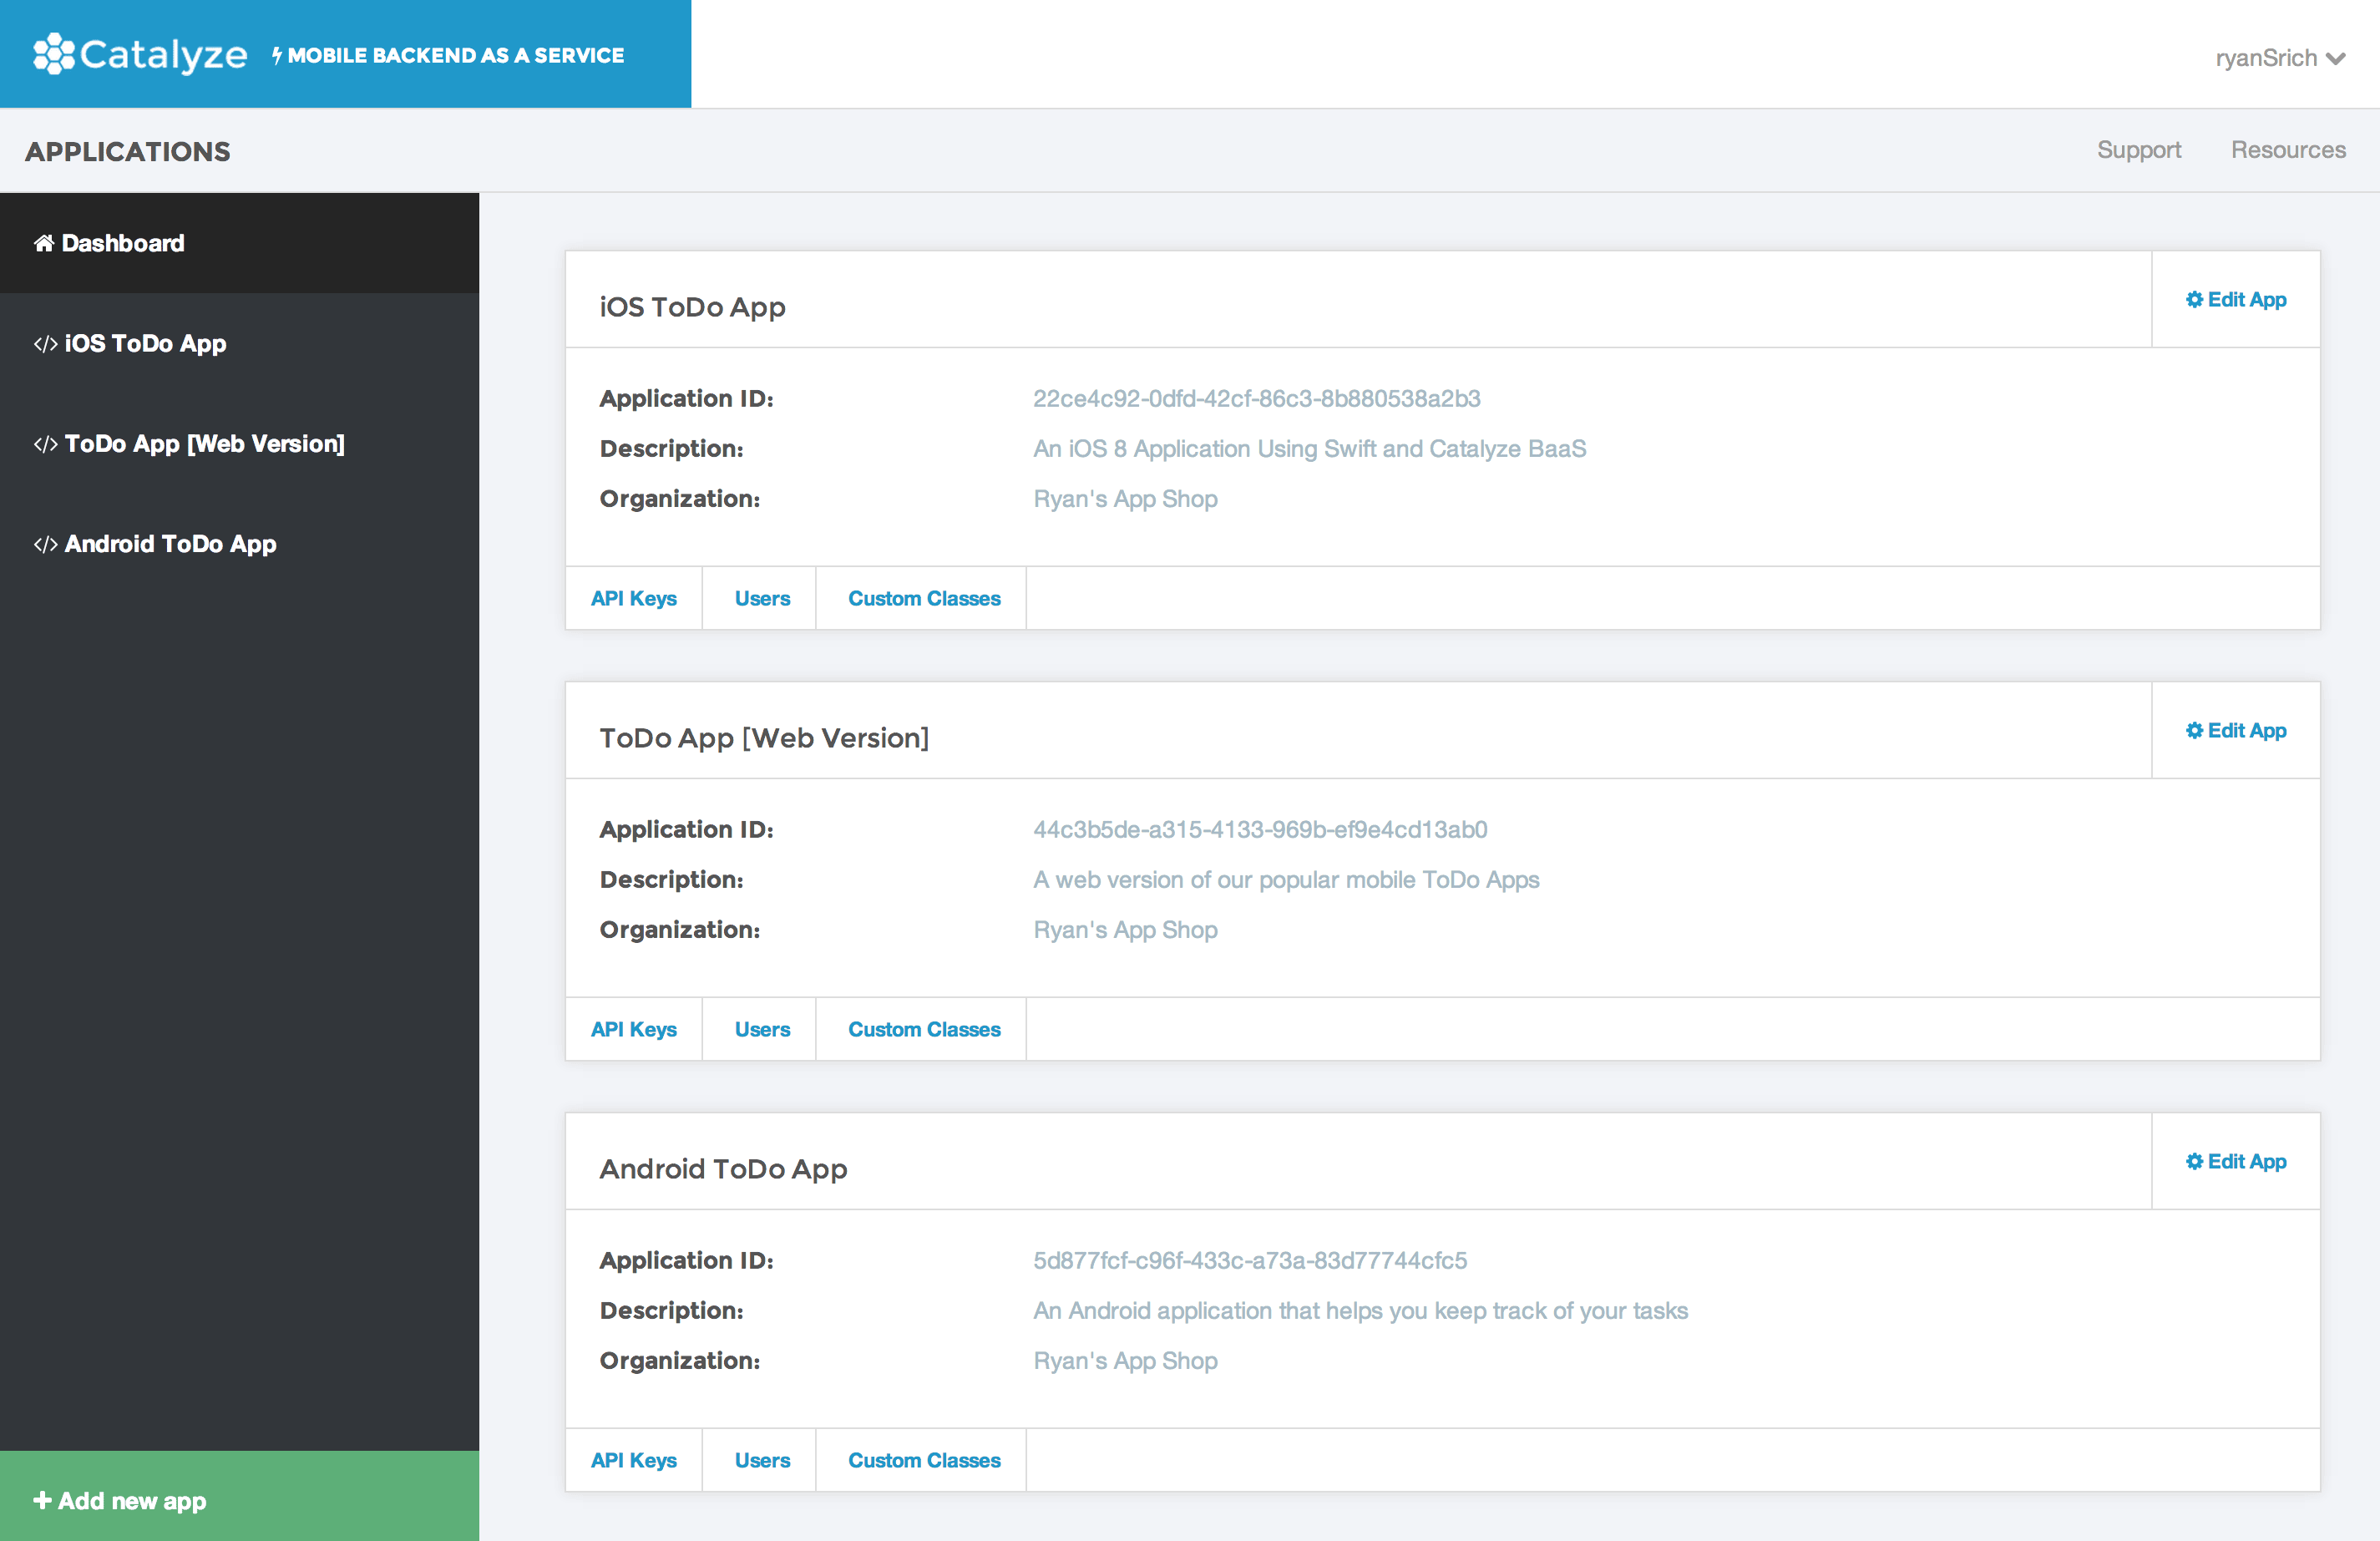 Catalyze MOBILE BACKEND AS A SERVICE
ryanSrich
APPLICATIONS
Support Resources
Dashboard
</> iOS ToDo App
</> ToDo App [Web Version]
</> Android ToDo App
+ Add new app
iOS ToDo App
Edit App
Application ID: 22ce4c92-0dfd-42cf-86c3-8b880538a2b3
Description: An iOS 8 Application Using Swift and Catalyze BaaS
Organization: Ryan's App Shop
API Keys Users Custom Classes
ToDo App [Web Version]
Edit App
Application ID: 44c3b5de-a315-4133-969b-ef9e4cd13ab0
Description: A web version of our popular mobile ToDo Apps
Organization: Ryan's App Shop
API Keys Users Custom Classes
Android ToDo App
Edit App
Application ID: 5d877fcf-c96f-433c-a73a-83d77744cfc5
Description: An Android application that helps you keep track of your tasks
Organization: Ryan's App Shop
API Keys Users Custom Classes